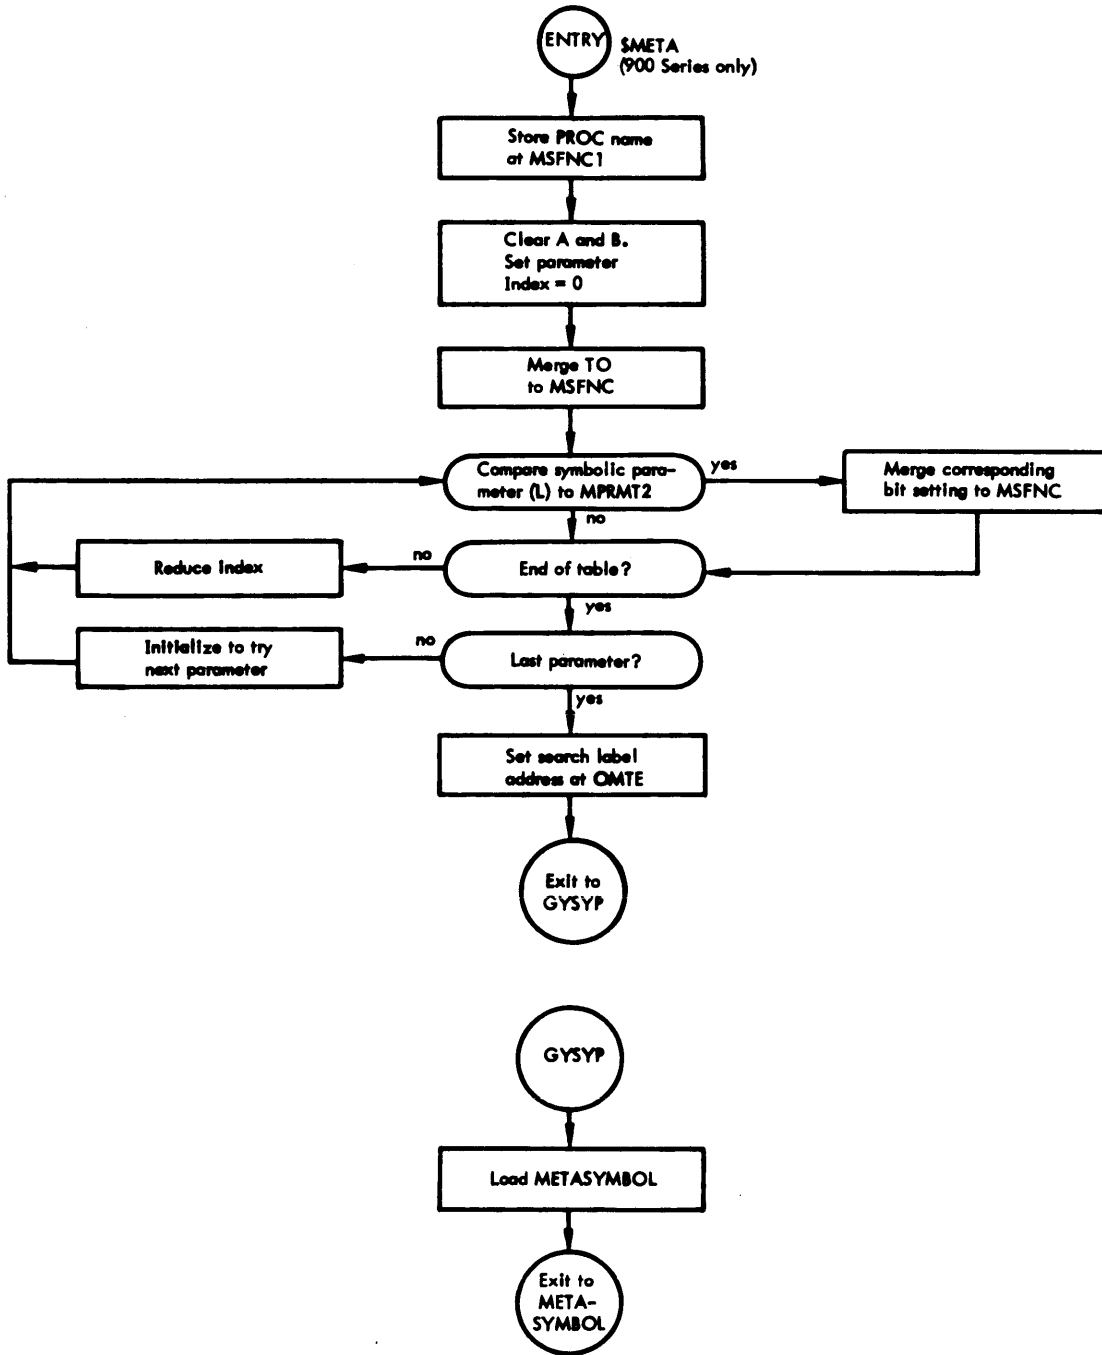 ENTRY
$META
(900 Series only)
Store PROC name
at MSFNC1
Clear A and B.
Set parameter
Index = 0
Merge TO
to MSFNC
Compare symbolic para-
meter (L) to MPRMT2
yes
Merge corresponding
bit setting to MSFNC
no
End of table?
no
Reduce index
yes
Last parameter?
no
Initialize to try
next parameter
yes
Set search label
address at OMTE
Exit to
GYSYP
GYSYP
Load METASYMBOL
Exit to
META-
SYMBOL